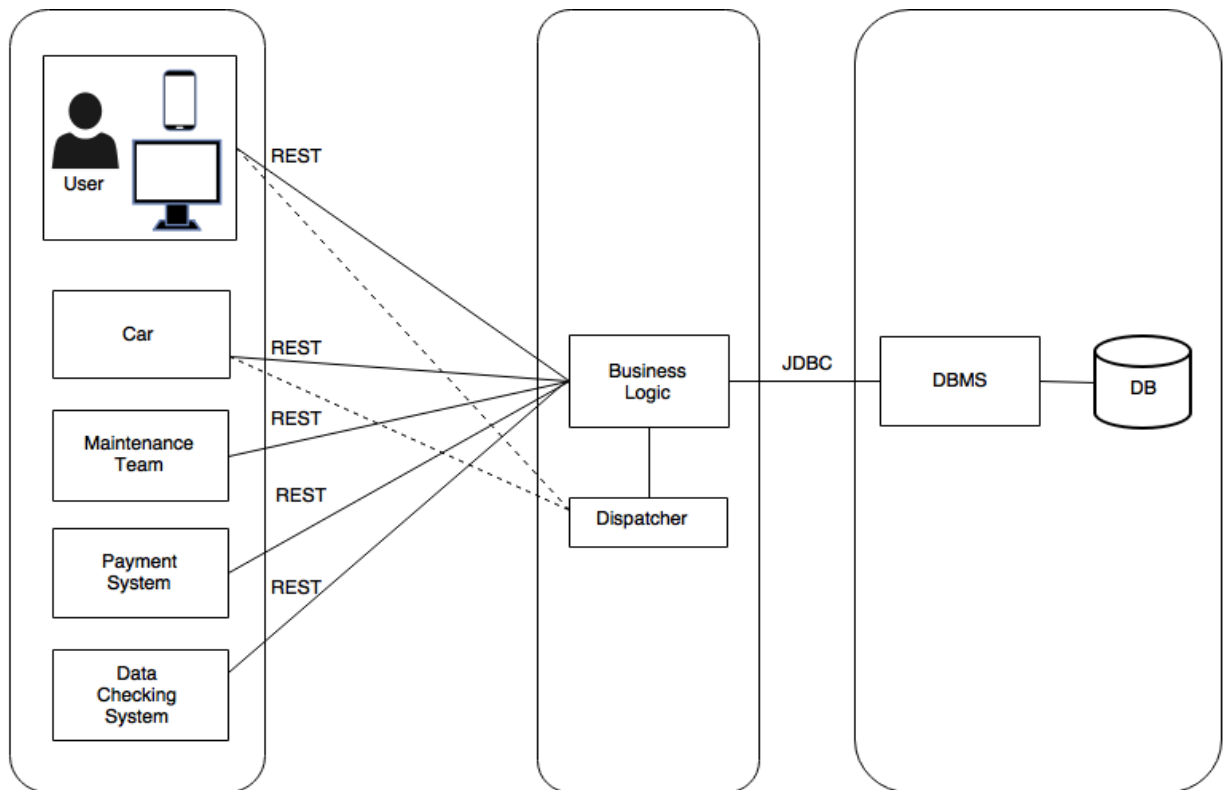 User
REST
Car
REST
Maintenance
Team
REST
Payment
System
REST
Data
Checking
System
REST
Business
Logic
Dispatcher
JDBC
DBMS
DB